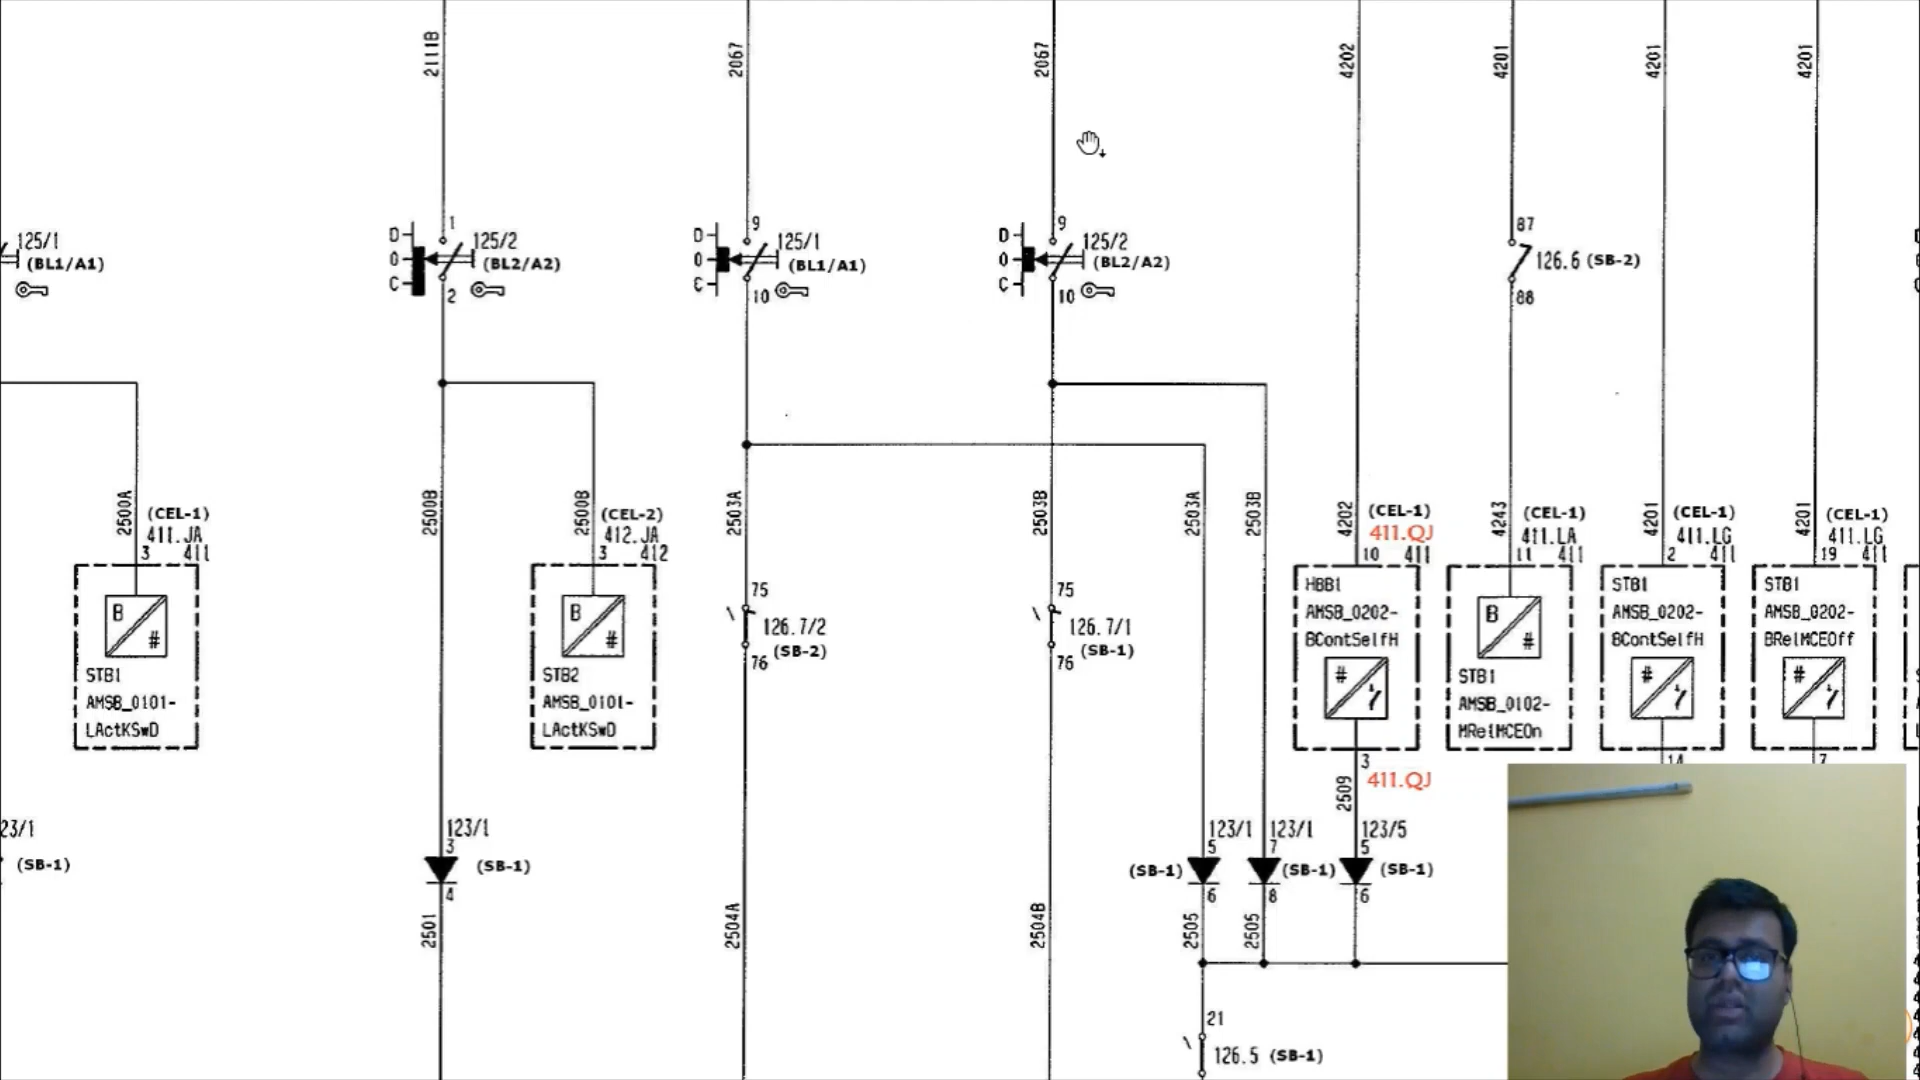 2111B
2067
2067
4202
4201
4201
4201
125/1
(BL1/A1)
D
0
C
1
125/2
(BL2/A2)
2
D
0
C
9
125/1
(BL1/A1)
10
D
0
C
9
125/2
(BL2/A2)
10
87
126.6 (SB-2)
88
2500A
(CEL-1)
411.JA
3 411
2500B
2500B
(CEL-2)
412.JA
3 412
2503A
2503B
2503A
2503B
4202
(CEL-1)
411.QJ
10 411
4243
(CEL-1)
411.LA
11 411
4201
(CEL-1)
411.LG
2 411
4201
(CEL-1)
411.LG
19 411
B
#
STB1
AMSB_0101-
LActKSwD
B
#
STB2
AMSB_0101-
LActKSwD
75
126.7/2
(SB-2)
76
75
126.7/1
(SB-1)
76
HBB1
AMSB_0202-
BContSelfH
#
B
#
STB1
AMSB_0102-
MRelMCEOn
STB1
AMSB_0202-
BContSelfH
#
STB1
AMSB_0202-
BRelMCEOff
#
3
411.QJ
2509
14
7
23/1
(SB-1)
123/1
3
(SB-1)
4
2501
2504A
2504B
123/1
5
(SB-1)
6
2505
123/1
7
(SB-1)
8
2505
123/5
5
(SB-1)
6
21
126.5 (SB-1)